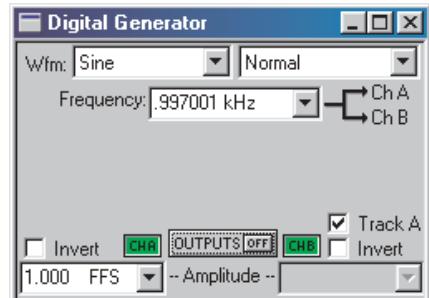 Digital Generator
Wfm: Sine Normal
Frequency: .997001 kHz Ch A
Ch B
Track A
Invert CHA OUTPUTS OFF CHB Invert
1.000 FFS -- Amplitude --